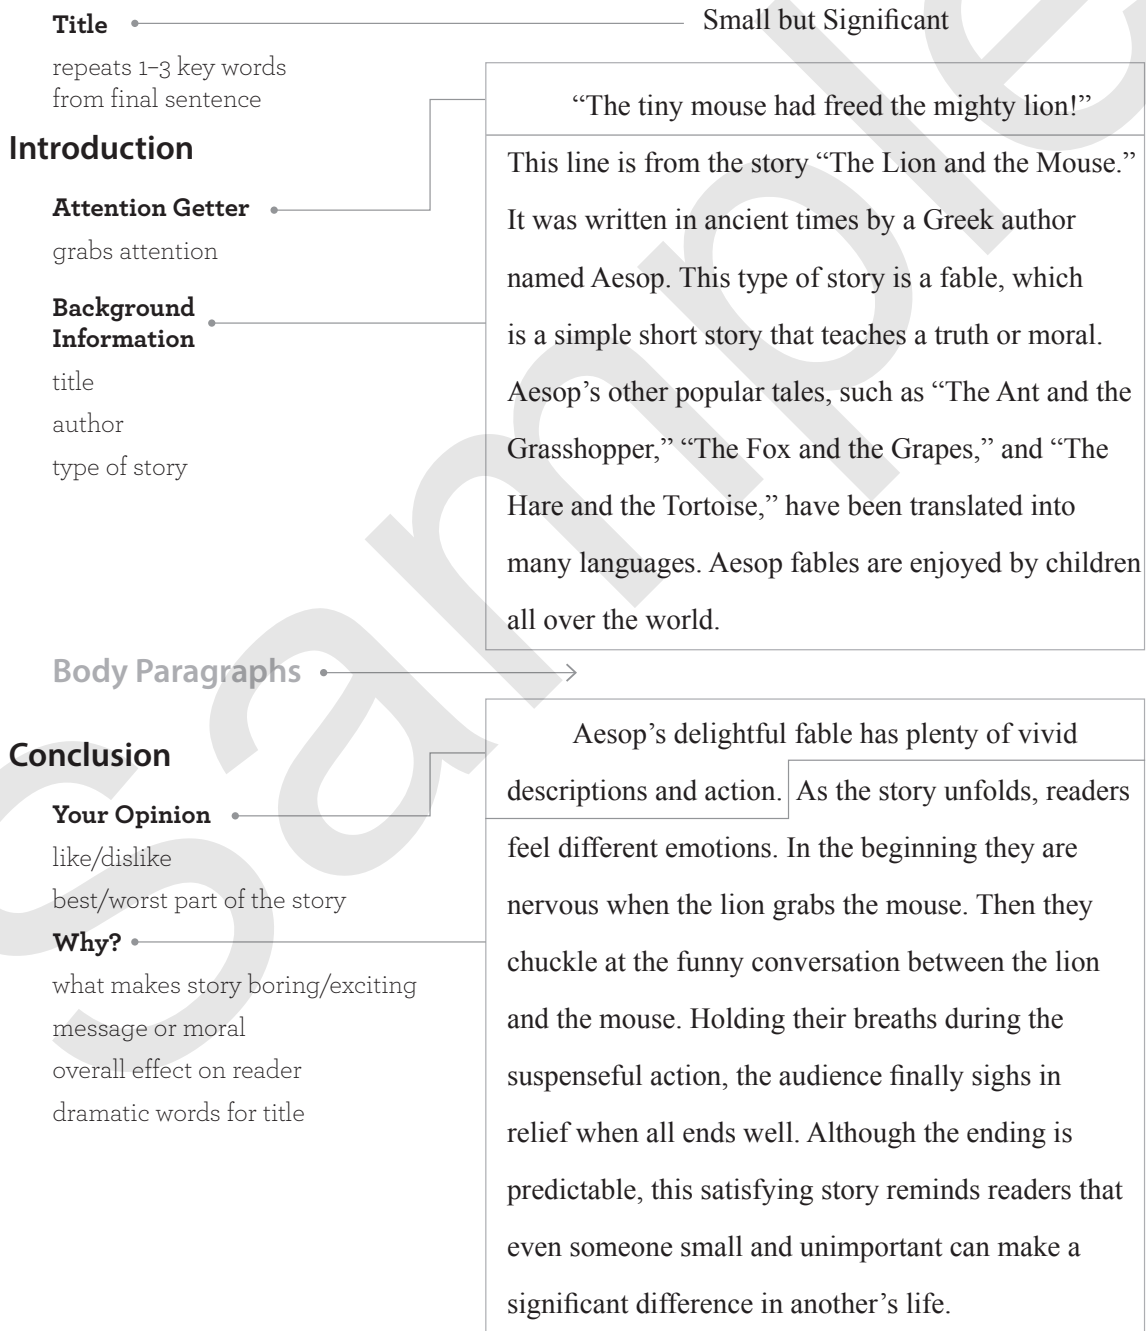 Title
Small but Significant
repeats 1–3 key words
from final sentence
Introduction
Attention Getter
grabs attention
Background
Information
title
author
type of story
“The tiny mouse had freed the mighty lion!”
This line is from the story “The Lion and the Mouse.”
It was written in ancient times by a Greek author
named Aesop. This type of story is a fable, which
is a simple short story that teaches a truth or moral.
Aesop’s other popular tales, such as “The Ant and the
Grasshopper,” “The Fox and the Grapes,” and “The
Hare and the Tortoise,” have been translated into
many languages. Aesop fables are enjoyed by children
all over the world.
Body Paragraphs
Conclusion
Your Opinion
like/dislike
best/worst part of the story
Why?
what makes story boring/exciting
message or moral
overall effect on reader
dramatic words for title
Aesop’s delightful fable has plenty of vivid
descriptions and action. As the story unfolds, readers
feel different emotions. In the beginning they are
nervous when the lion grabs the mouse. Then they
chuckle at the funny conversation between the lion
and the mouse. Holding their breaths during the
suspenseful action, the audience finally sighs in
relief when all ends well. Although the ending is
predictable, this satisfying story reminds readers that
even someone small and unimportant can make a
significant difference in another’s life.
Sample